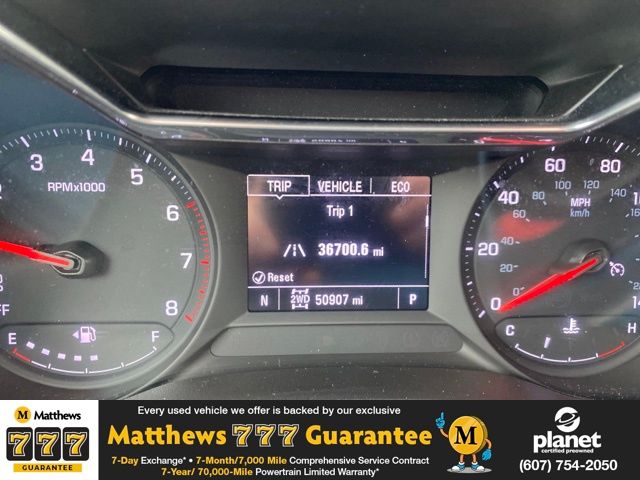 TRIP VEHICLE ECO
Trip 1
36700.6 mi
Reset
N 2WD 50907 mi P
3 4 5 6 7 8
RPMx1000
OFF
E F
0 20 40 60 80
20 40 60 80 100 120
MPH
km/h
C H
Matthews
777
GUARANTEE
Every used vehicle we offer is backed by our exclusive
Matthews 777 Guarantee
7-Day Exchange* • 7-Month/7,000 Mile Comprehensive Service Contract
7-Year/ 70,000-Mile Powertrain Limited Warranty*
M
planet
certified preowned
(607) 754-2050